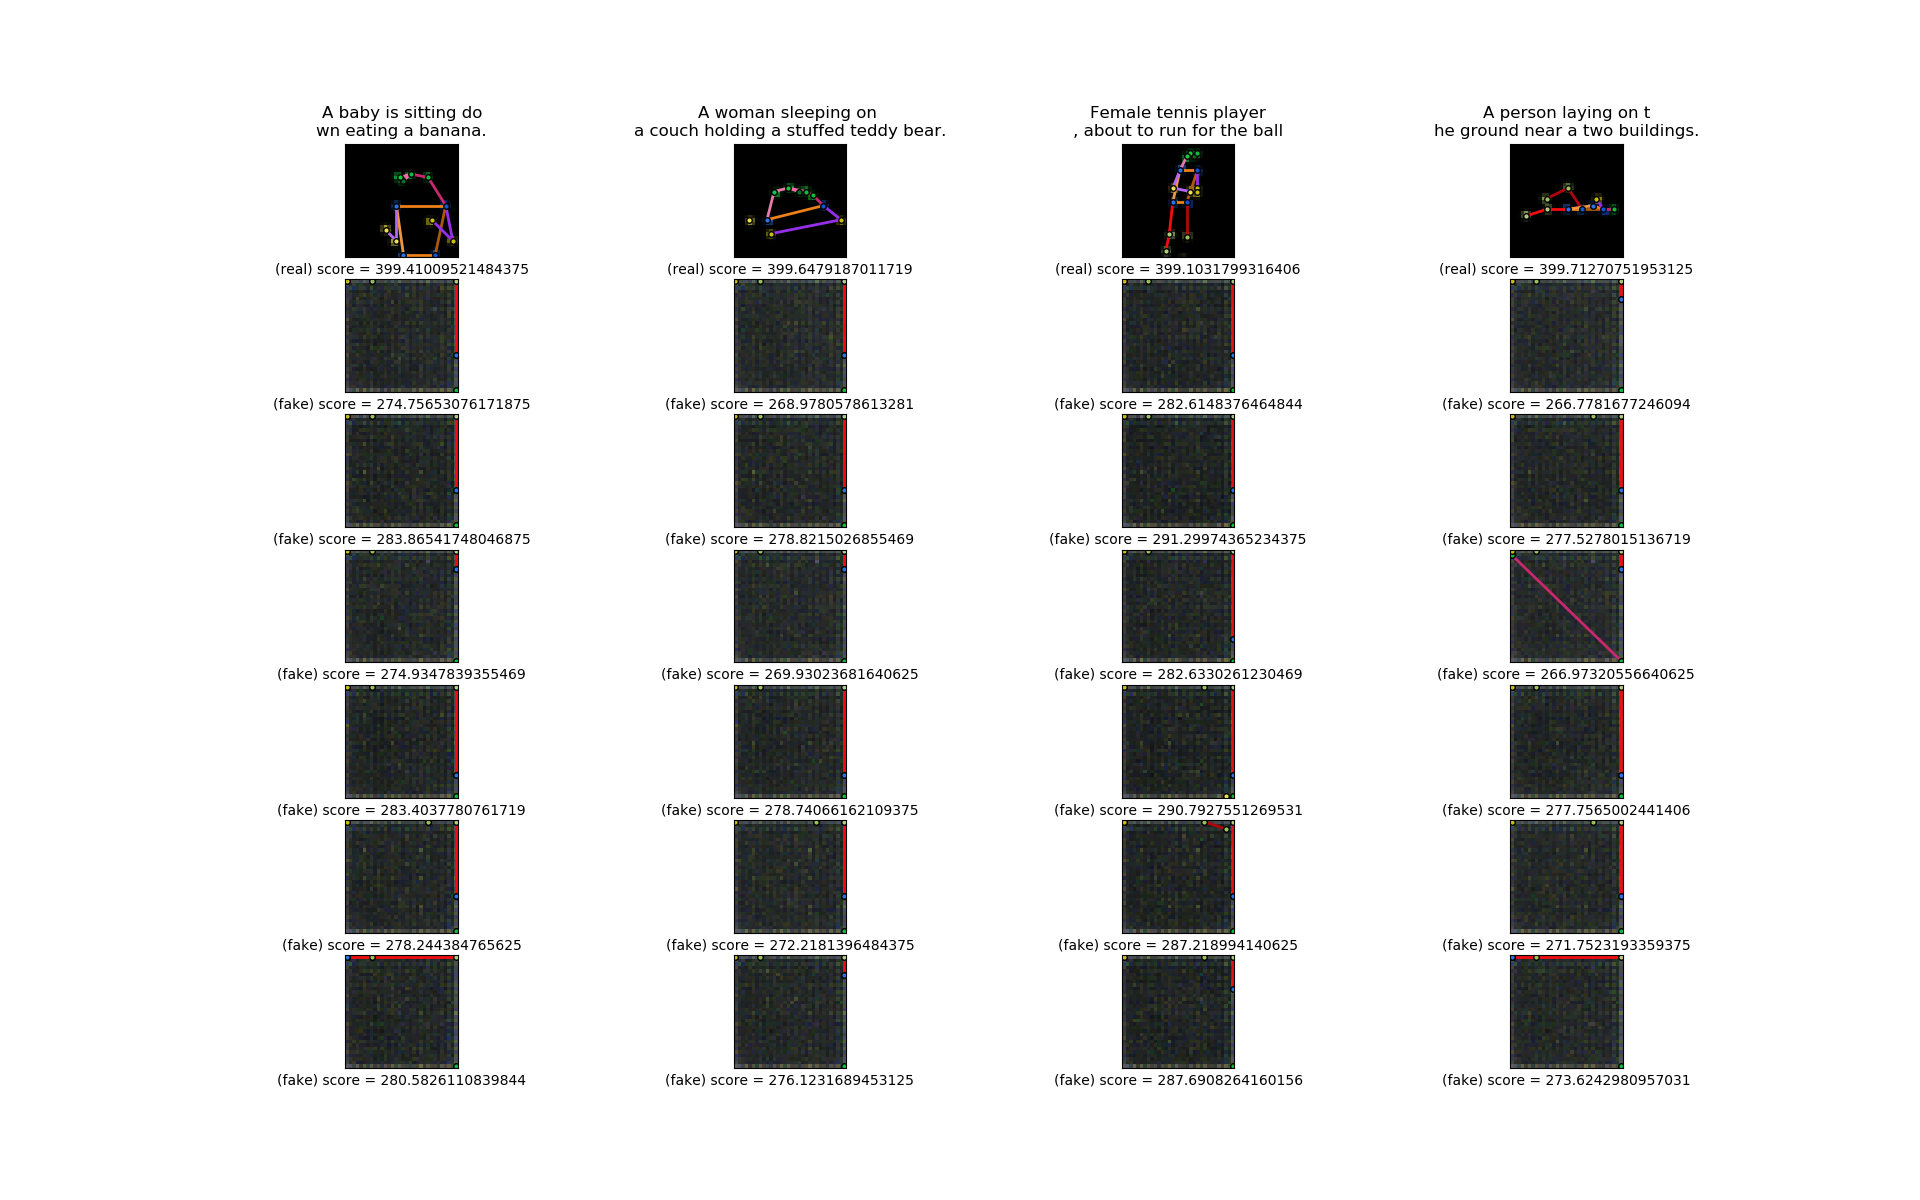 A baby is sitting do
wn eating a banana.
A woman sleeping on
a couch holding a stuffed teddy bear.
Female tennis player
, about to run for the ball
A person laying on t
he ground near a two buildings.
(real) score = 399.41009521484375
(real) score = 399.6479187011719
(real) score = 399.1031799316406
(real) score = 399.71270751953125
(fake) score = 274.75653076171875
(fake) score = 268.9780578613281
(fake) score = 282.6148376464844
(fake) score = 266.7781677246094
(fake) score = 283.86541748046875
(fake) score = 278.8215026855469
(fake) score = 291.29974365234375
(fake) score = 277.5278015136719
(fake) score = 274.9347839355469
(fake) score = 269.93023681640625
(fake) score = 282.6330261230469
(fake) score = 266.97320556640625
(fake) score = 283.4037780761719
(fake) score = 278.74066162109375
(fake) score = 290.7927551269531
(fake) score = 277.7565002441406
(fake) score = 278.244384765625
(fake) score = 272.2181396484375
(fake) score = 287.218994140625
(fake) score = 271.7523193359375
(fake) score = 280.5826110839844
(fake) score = 276.1231689453125
(fake) score = 287.6908264160156
(fake) score = 273.6242980957031